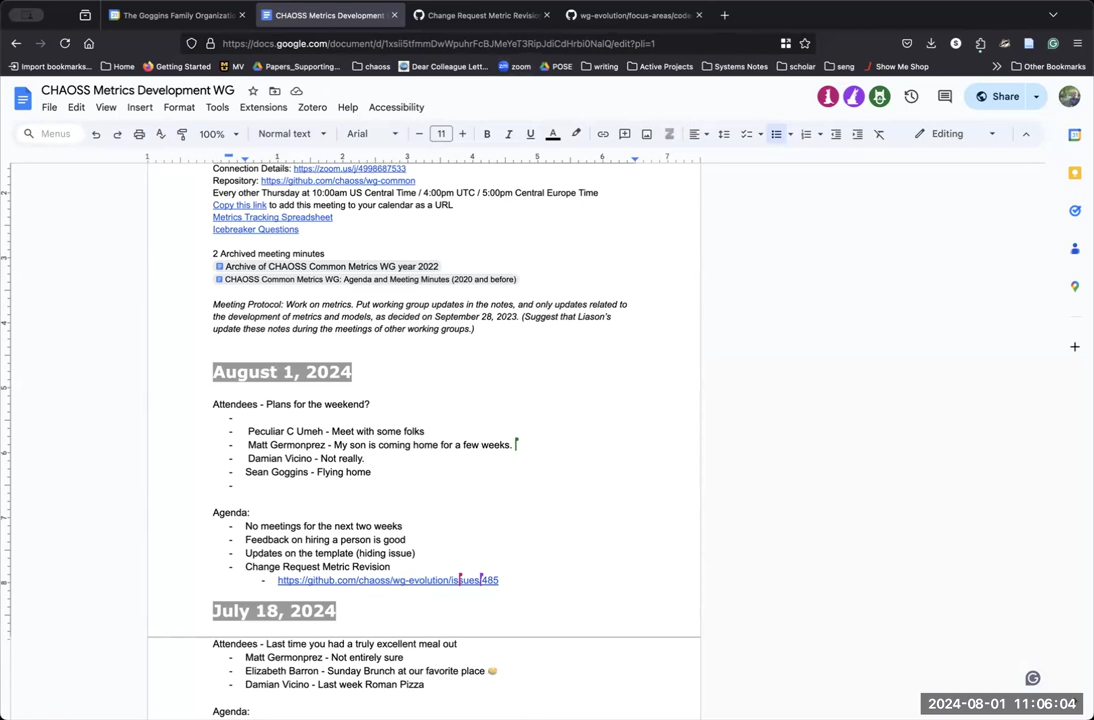 The Goggins Family Organizatio
CHAOSS Metrics Development
Change Request Metric Revisio
wg-evolution/focus-areas/code
https://docs.google.com/document/d/1xsii5tfmmDwWpuhrFcBJMeYeT3RipJdiCdHrbi0NaIQ/edit?pli=1
Import bookmarks...
Home
Getting Started
MV
Papers_Supporting...
chaoss
Dear Colleague Lett...
zoom
POSE
writing
Active Projects
Systems Notes
scholar
seng
Show Me Shop
Other Bookmarks
CHAOSS Metrics Development WG
File Edit View Insert Format Tools Extensions Zotero Help Accessibility
Share
Menus
100%
Normal text
Arial
11
Editing
1 1 2 3 4 5 6 7
Connection Details: https://zoom.us/j/4998687533
Repository: https://github.com/chaoss/wg-common
Every other Thursday at 10:00am US Central Time / 4:00pm UTC / 5:00pm Central Europe Time
Copy this link to add this meeting to your calendar as a URL
Metrics Tracking Spreadsheet
Icebreaker Questions
2 Archived meeting minutes
Archive of CHAOSS Common Metrics WG year 2022
CHAOSS Common Metrics WG: Agenda and Meeting Minutes (2020 and before)
Meeting Protocol: Work on metrics. Put working group updates in the notes, and only updates related to
the development of metrics and models, as decided on September 28, 2023. (Suggest that Liason's
update these notes during the meetings of other working groups.)
August 1, 2024
Attendees - Plans for the weekend?
-
- Peculiar C Umeh - Meet with some folks
- Matt Germonprez - My son is coming home for a few weeks.
- Damian Vicino - Not really.
- Sean Goggins - Flying home
-
Agenda:
- No meetings for the next two weeks
- Feedback on hiring a person is good
- Updates on the template (hiding issue)
- Change Request Metric Revision
- https://github.com/chaoss/wg-evolution/issues/485
July 18, 2024
Attendees - Last time you had a truly excellent meal out
- Matt Germonprez - Not entirely sure
- Elizabeth Barron - Sunday Brunch at our favorite place
- Damian Vicino - Last week Roman Pizza
Agenda:
2024-08-01 11:06:04